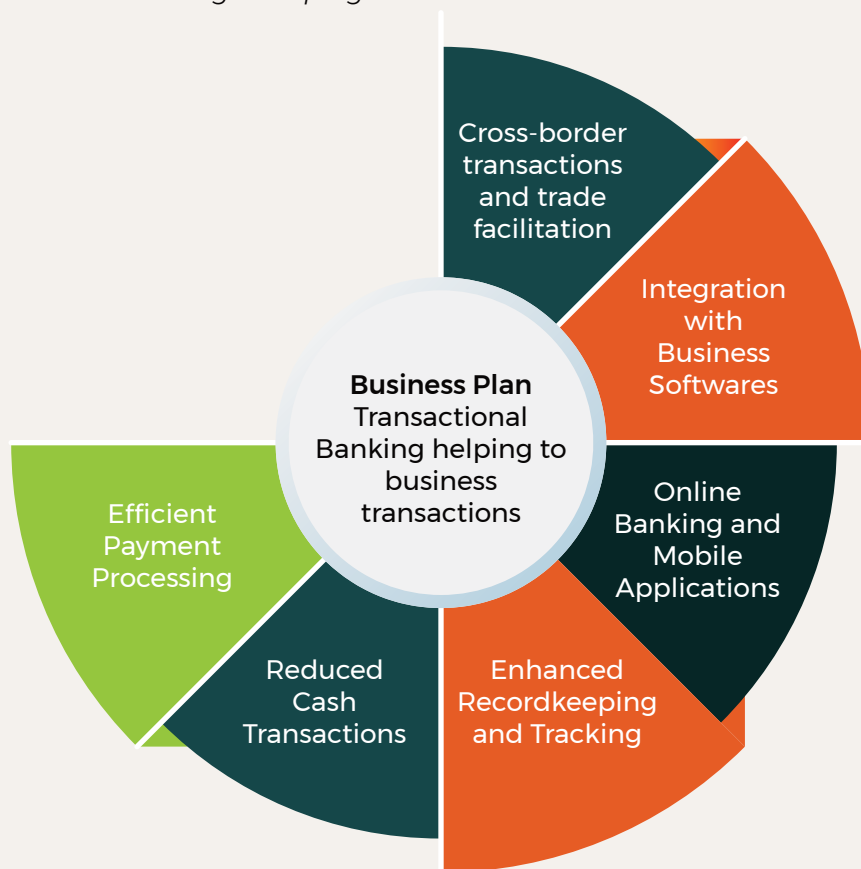 Cross-border
transactions
and trade
facilitation
Integration
with
Business
Softwares
Business Plan
Transactional
Banking helping to
business
transactions
Online
Banking and
Mobile
Applications
Efficient
Payment
Processing
Reduced
Cash
Transactions
Enhanced
Recordkeeping
and Tracking